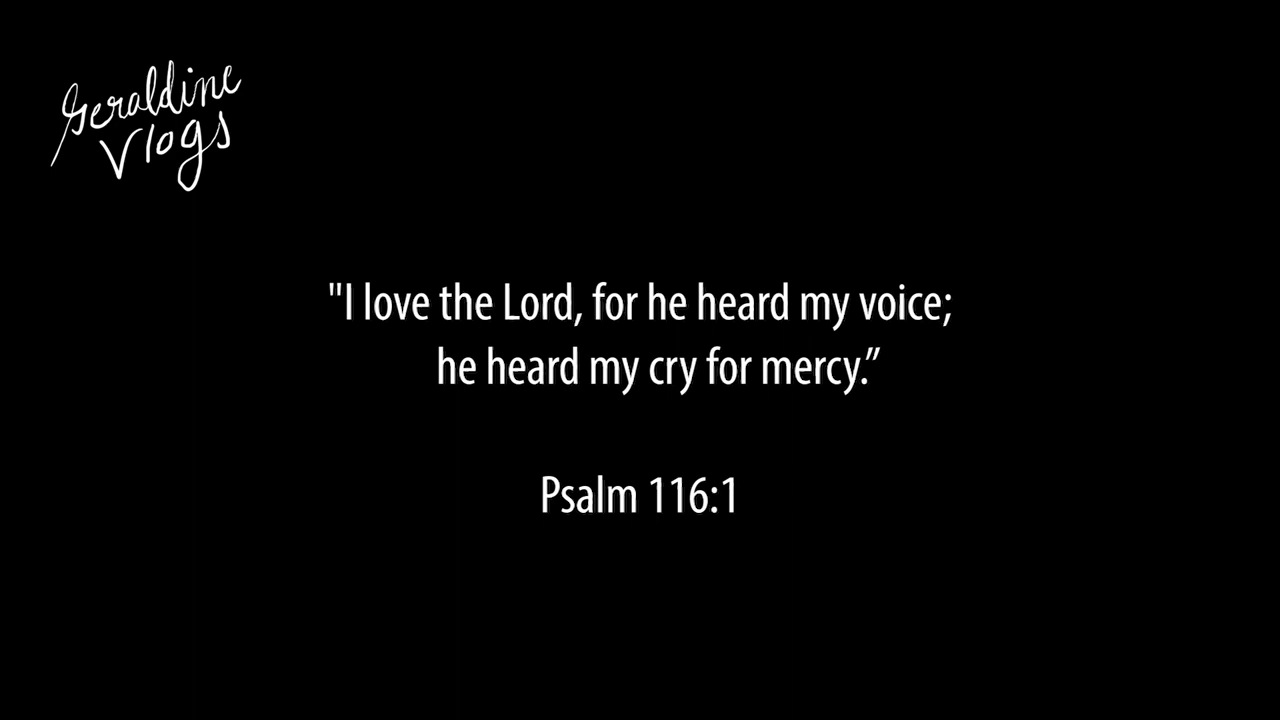 Geraldine
Vlogs
"I love the Lord, for he heard my voice;
he heard my cry for mercy.”
Psalm 116:1